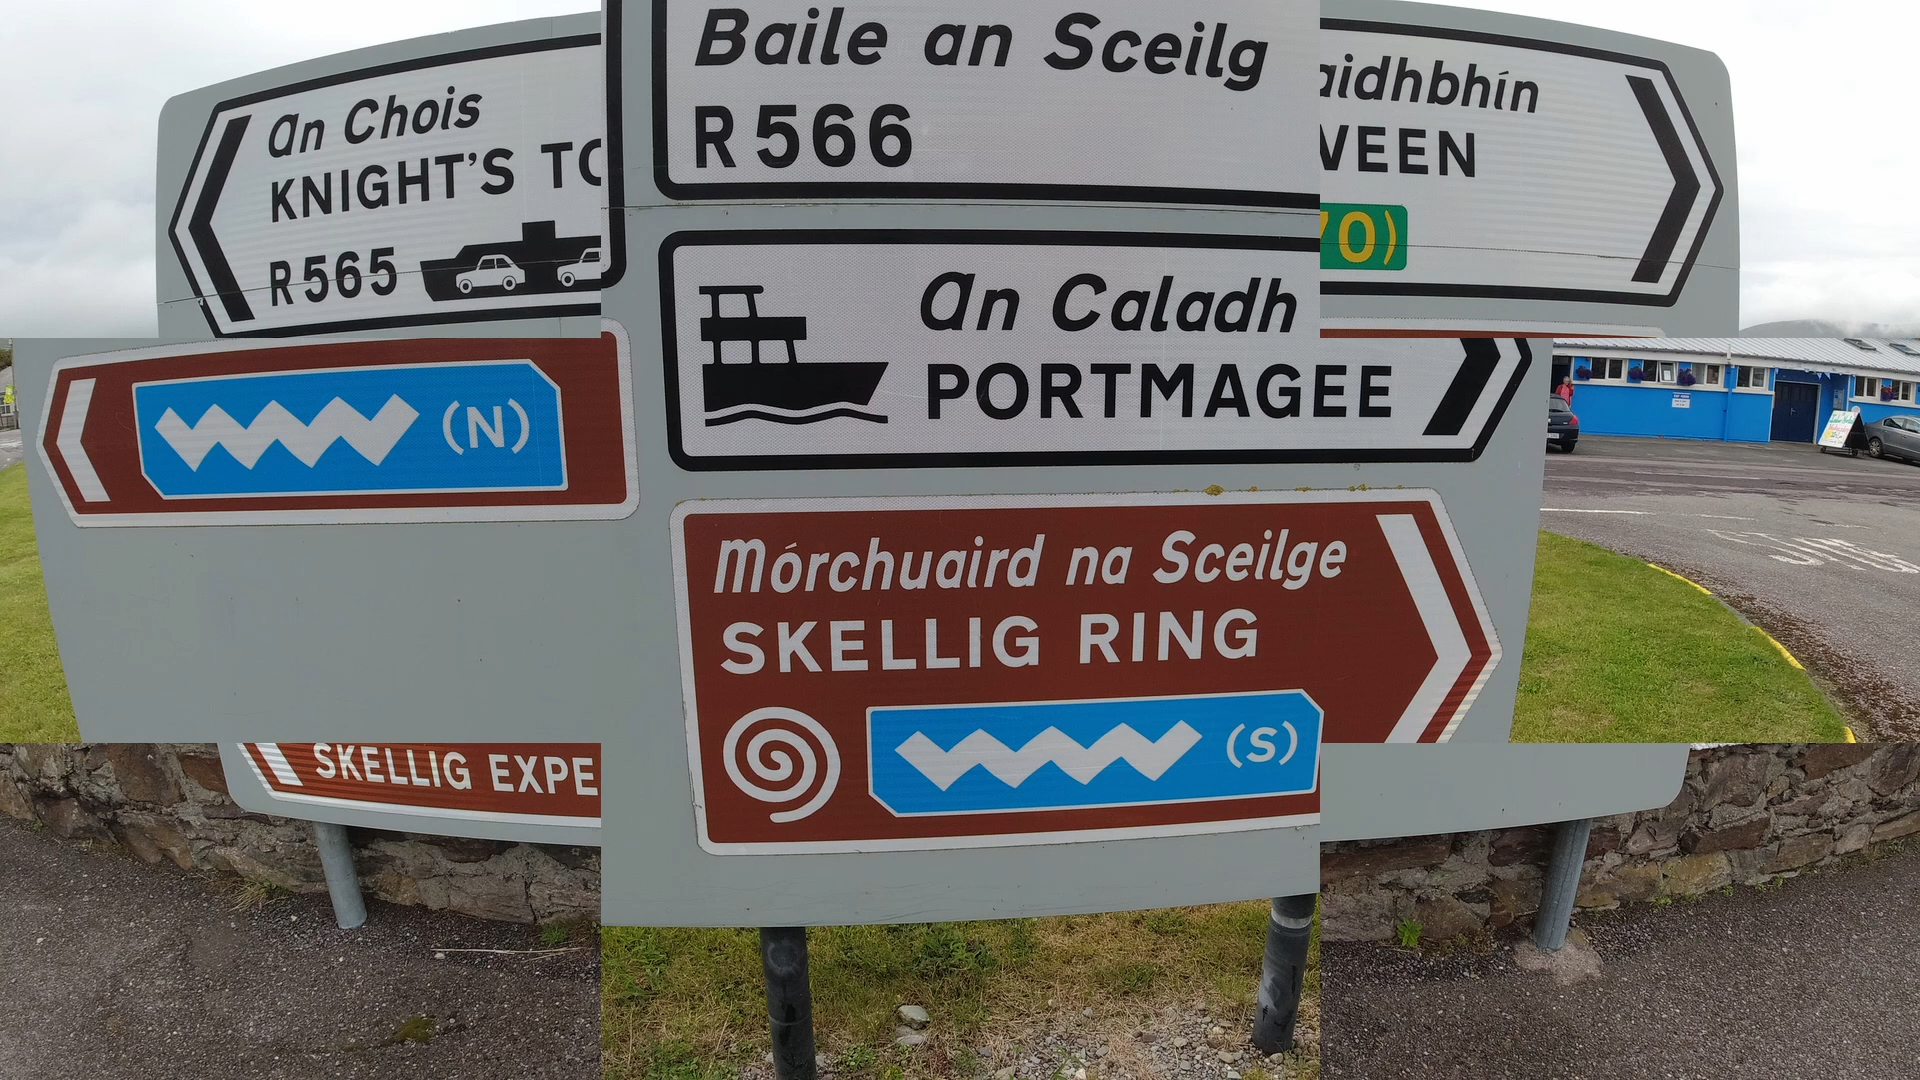 An Chois
KNIGHT'S TO
R565
Baile an Sceilg
R566
aidhbhín
VEEN
70)
An Caladh
PORTMAGEE
(N)
Mórchuaird na Sceilge
SKELLIG RING
(S)
SKELLIG EXPE